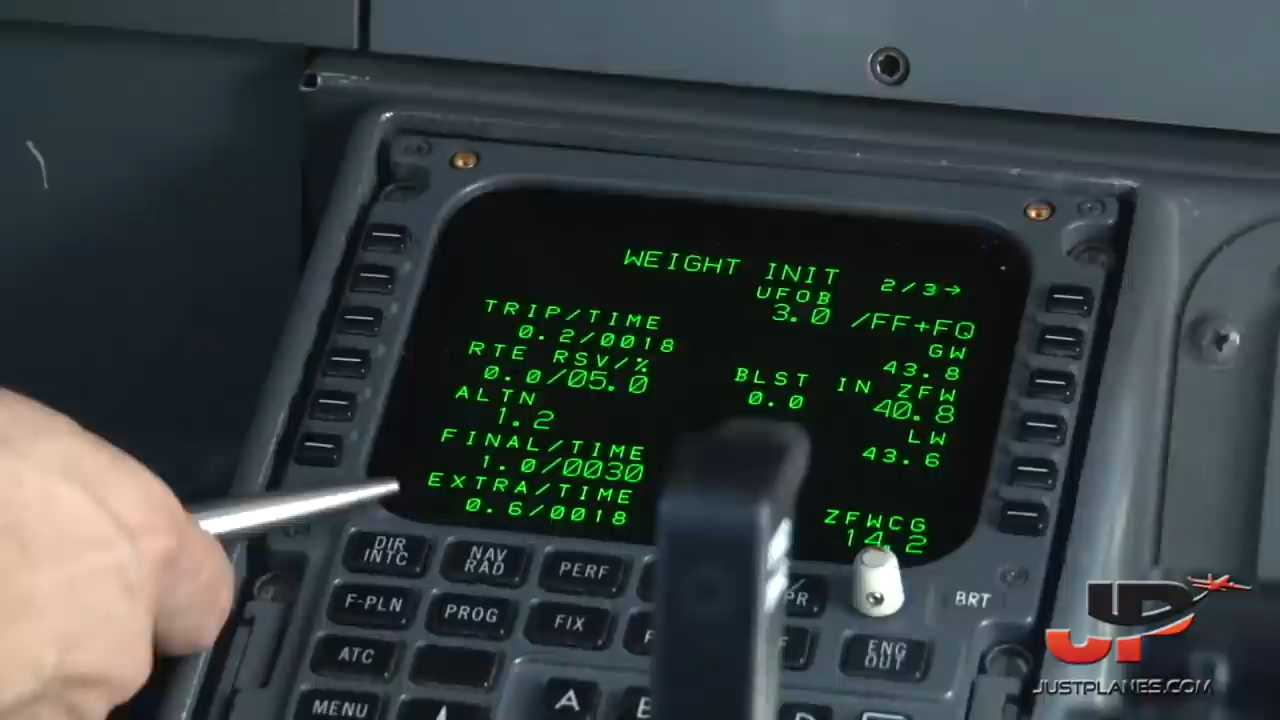 WEIGHT INIT 2/3→
UFOB
3.0 /FF+FQ
TRIP/TIME
0.2/0018
GW
43.8
RTE RSV/%
0.0/05.0
BLST IN ZFW
0.0 40.8
ALTN
1.2
LW
43.6
FINAL/TIME
1.0/0030
EXTRA/TIME
0.6/0018
ZFWCG
14.2
DIR INTC
NAV RAD
PERF
BRT
F-PLN
PROG
FIX
ENG OUT
ATC
MENU
A
JP
JUSTPLANES.COM